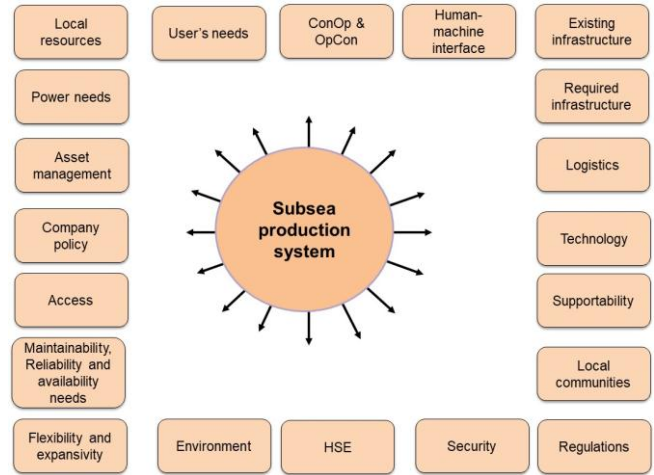 Local
resources
User's needs
ConOp &
OpCon
Human-
machine
interface
Existing
infrastructure
Power needs
Required
infrastructure
Asset
management
Logistics
Company
policy
Subsea
production
system
Technology
Access
Supportability
Maintainability,
Reliability and
availability
needs
Local
communities
Flexibility and
expansivity
Environment
HSE
Security
Regulations